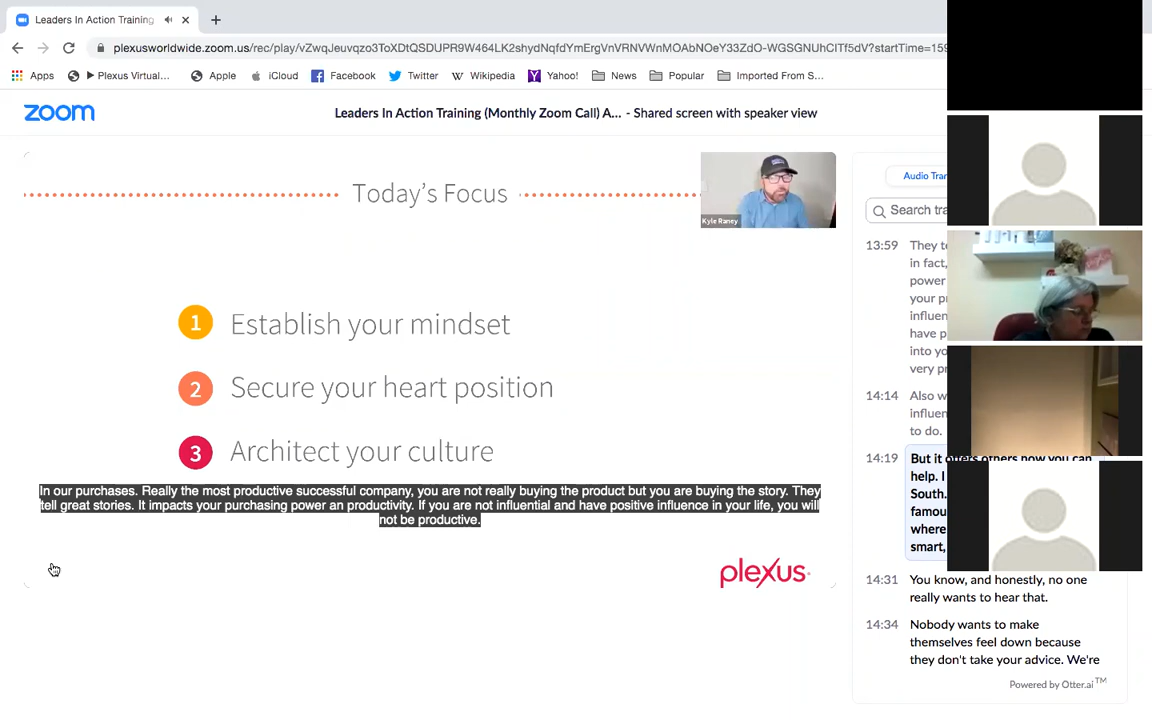 Leaders In Action Training
plexusworldwide.zoom.us/rec/play/vZwqJeuvqzo3ToXDtQSDUPR9W464LK2shydNqfdYmErgVnVRNVWnMOAbNOeY33ZdO-WGSGNUhCITf5dV?startTime=159
Apps Plexus Virtual... Apple iCloud Facebook Twitter Wikipedia Yahoo! News Popular Imported From S...
zoom
Leaders In Action Training (Monthly Zoom Call) A... - Shared screen with speaker view
Today's Focus
Kyle Raney
1 Establish your mindset
2 Secure your heart position
3 Architect your culture
In our purchases. Really the most productive successful company, you are not really buying the product but you are buying the story. They
tell great stories. It impacts your purchasing power an productivity. If you are not influential and have positive influence in your life, you will
not be productive.
plexus
Audio
Search
13:59 They
in fact,
power
your
have
into
very
14:14 Also
to do.
14:19 But it offers others how you can
help. I
South.
where
smart,
14:31 You know, and honestly, no one
really wants to hear that.
14:34 Nobody wants to make
themselves feel down because
they don't take your advice. We're
Powered by Otter.ai™